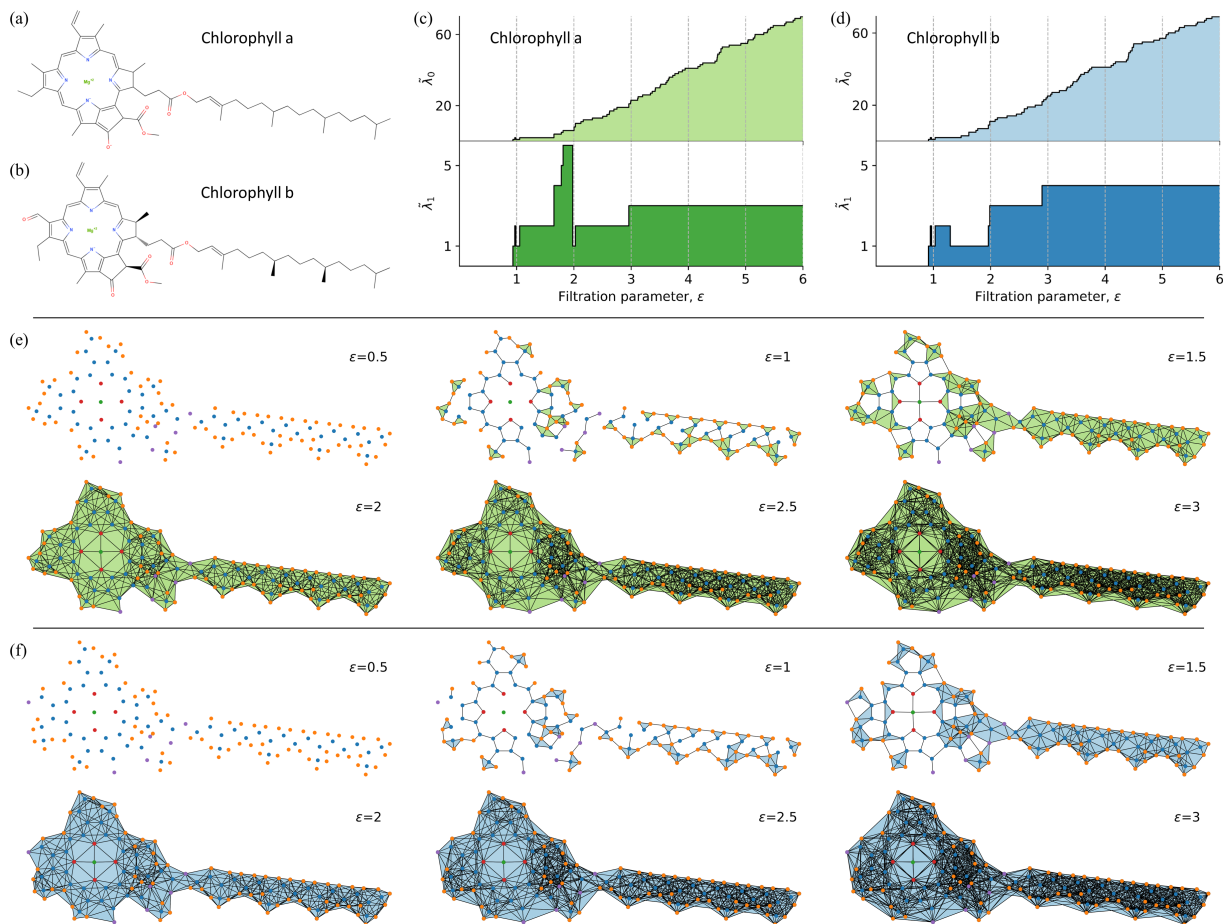 (a)
Chlorophyll a
N
N
Mg
N
N
O
O
O
O
O
(b)
Chlorophyll b
O
N
N
Mg
N
N
O
O
O
O
O
(c)
Chlorophyll a
60
20
λ̃₀
5
1
λ̃₁
1 2 3 4 5 6
Filtration parameter, ε
(d)
Chlorophyll b
60
20
λ̃₀
5
1
λ̃₁
1 2 3 4 5 6
Filtration parameter, ε
(e)
ε=0.5
ε=1
ε=1.5
ε=2
ε=2.5
ε=3
(f)
ε=0.5
ε=1
ε=1.5
ε=2
ε=2.5
ε=3